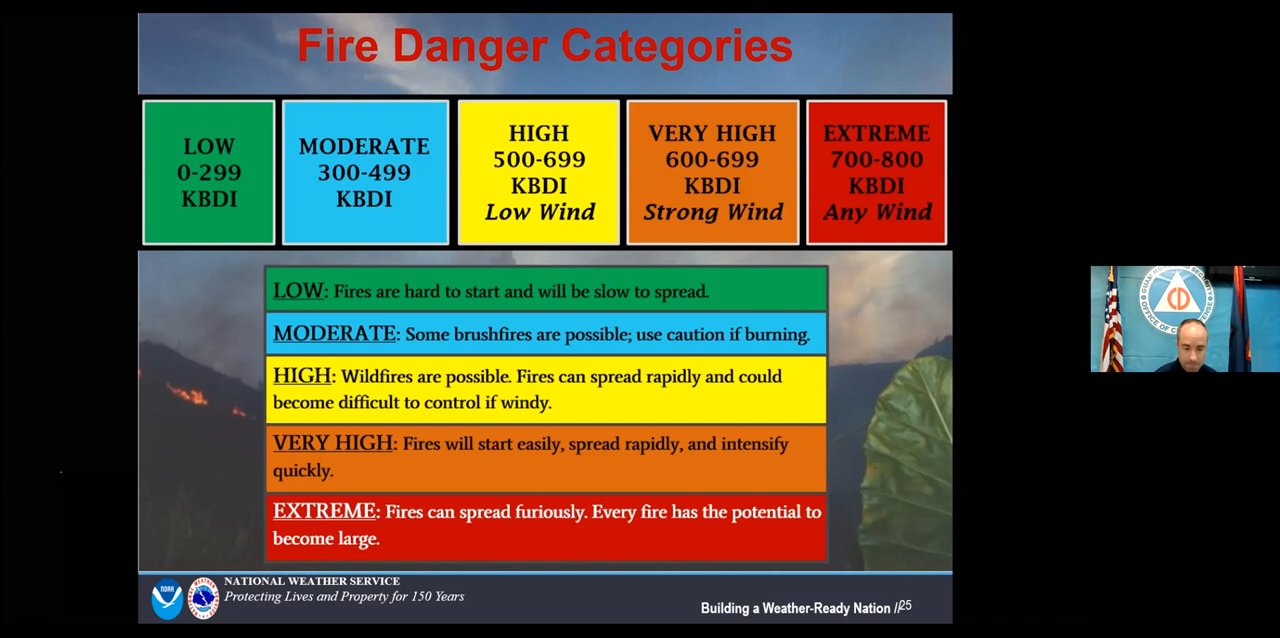 Fire Danger Categories
LOW
0-299
KBDI
MODERATE
300-499
KBDI
HIGH
500-699
KBDI
Low Wind
VERY HIGH
600-699
KBDI
Strong Wind
EXTREME
700-800
KBDI
Any Wind
LOW: Fires are hard to start and will be slow to spread.
MODERATE: Some brushfires are possible; use caution if burning.
HIGH: Wildfires are possible. Fires can spread rapidly and could
become difficult to control if windy.
VERY HIGH: Fires will start easily, spread rapidly, and intensify
quickly.
EXTREME: Fires can spread furiously. Every fire has the potential to
become large.
NOAA
NATIONAL WEATHER SERVICE
Protecting Lives and Property for 150 Years
Building a Weather-Ready Nation // 25
CD